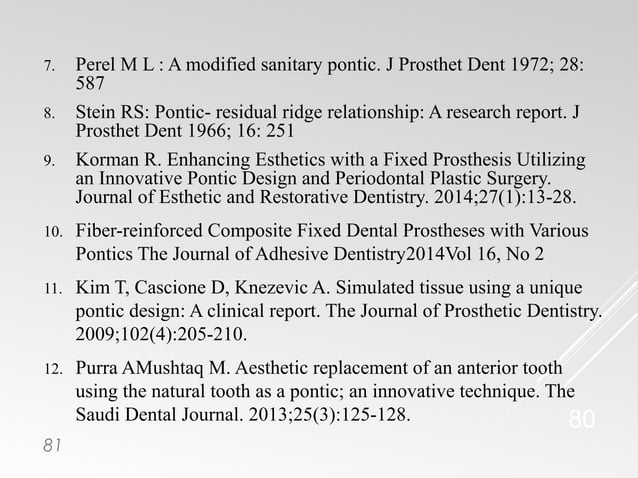 7. Perel M L : A modified sanitary pontic. J Prosthet Dent 1972; 28:
587
8. Stein RS: Pontic- residual ridge relationship: A research report. J
Prosthet Dent 1966; 16: 251
9. Korman R. Enhancing Esthetics with a Fixed Prosthesis Utilizing
an Innovative Pontic Design and Periodontal Plastic Surgery.
Journal of Esthetic and Restorative Dentistry. 2014;27(1):13-28.
10. Fiber-reinforced Composite Fixed Dental Prostheses with Various
Pontics The Journal of Adhesive Dentistry2014Vol 16, No 2
11. Kim T, Cascione D, Knezevic A. Simulated tissue using a unique
pontic design: A clinical report. The Journal of Prosthetic Dentistry.
2009;102(4):205-210.
12. Purra AMushtaq M. Aesthetic replacement of an anterior tooth
using the natural tooth as a pontic; an innovative technique. The
Saudi Dental Journal. 2013;25(3):125-128.
80
81